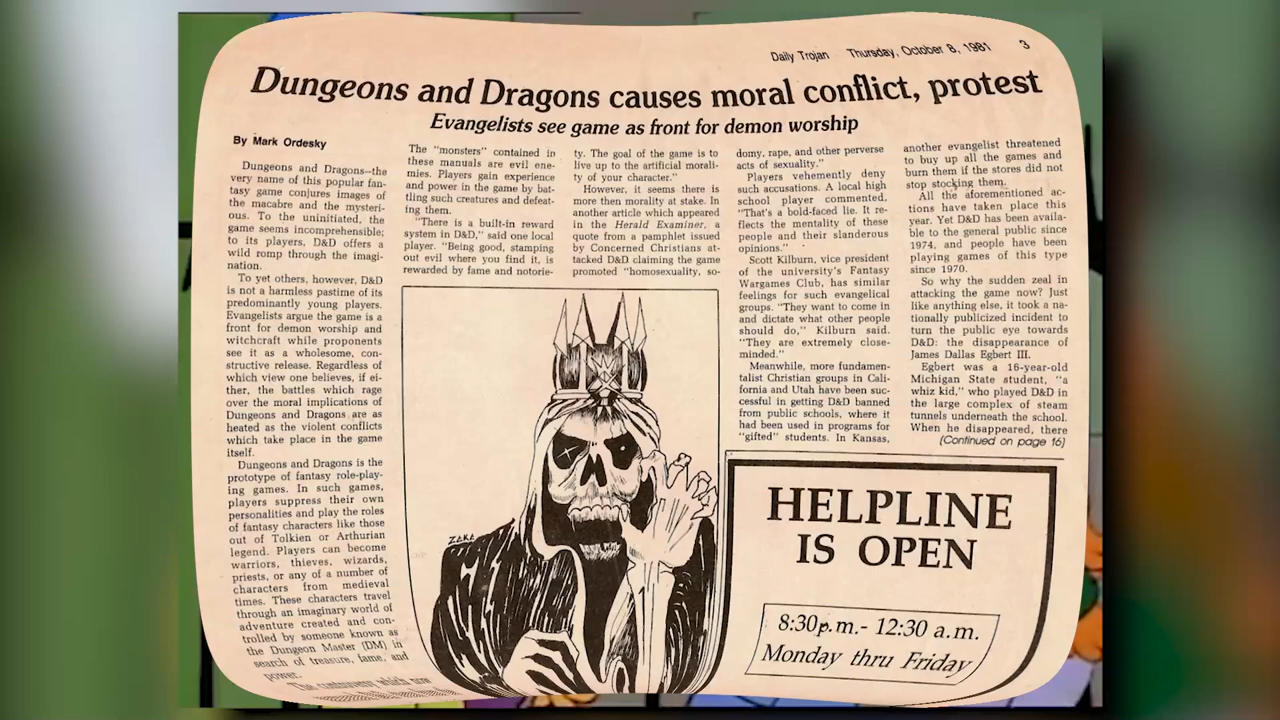 Daily Trojan Thursday, October 8, 1981 3
Dungeons and Dragons causes moral conflict, protest
Evangelists see game as front for demon worship
By Mark Ordesky
Dungeons and Dragons--the
very name of this popular fan-
tasy game conjures images of
the macabre and the mysteri-
ous. To the uninitiated, the
game seems incomprehensible;
to its players, D&D offers a
wild romp through the imagi-
nation.
To yet others, however, D&D
is not a harmless pastime of its
predominantly young players.
Evangelists argue the game is a
front for demon worship and
witchcraft while proponents
see it as a wholesome, con-
structive release. Regardless of
which view one believes, if ei-
ther, the battles which rage
over the moral implications of
Dungeons and Dragons are as
heated as the violent conflicts
which take place in the game
itself.
Dungeons and Dragons is the
prototype of fantasy role-play-
ing games. In such games,
players suppress their own
personalities and play the roles
of fantasy characters like those
out of Tolkien or Arthurian
legend. Players can become
warriors, thieves, wizards,
priests, or any of a number of
characters from medieval
times. These characters travel
through an imaginary world of
adventure created and con-
trolled by someone known as
the Dungeon Master (DM) in
search of treasure, fame, and
power.
The controversy which now
The "monsters" contained in
these manuals are evil ene-
mies. Players gain experience
and power in the game by bat-
tling such creatures and defeat-
ing them.
"There is a built-in reward
system in D&D," said one local
player. "Being good, stamping
out evil where you find it, is
rewarded by fame and notorie-
ty. The goal of the game is to
live up to the artificial morali-
ty of your character."
However, it seems there is
more then morality at stake. In
another article which appeared
in the Herald Examiner, a
quote from a pamphlet issued
by Concerned Christians at-
tacked D&D claiming the game
promoted "homosexuality, so-
domy, rape, and other perverse
acts of sexuality."
Players vehemently deny
such accusations. A local high
school player commented,
"That's a bold-faced lie. It re-
flects the mentality of these
people and their slanderous
opinions."
Scott Kilburn, vice president
of the university's Fantasy
Wargames Club, has similar
feelings for such evangelical
groups. "They want to come in
and dictate what other people
should do," Kilburn said.
"They are extremely close-
minded."
Meanwhile, more fundamen-
talist Christian groups in Cali-
fornia and Utah have been suc-
cessful in getting D&D banned
from public schools, where it
had been used in programs for
"gifted" students. In Kansas,
another evangelist threatened
to buy up all the games and
burn them if the stores did not
stop stocking them.
All the aforementioned ac-
tions have taken place this
year. Yet D&D has been availa-
ble to the general public since
1974, and people have been
playing games of this type
since 1970.
So why the sudden zeal in
attacking the game now? Just
like anything else, it took a na-
tionally publicized incident to
turn the public eye towards
D&D: the disappearance of
James Dallas Egbert III.
Egbert was a 16-year-old
Michigan State student, "a
whiz kid," who played D&D in
the large complex of steam
tunnels underneath the school.
When he disappeared, there
(Continued on page 16)
ZEKE
HELPLINE
IS OPEN
8:30p.m.- 12:30 a.m.
Monday thru Friday